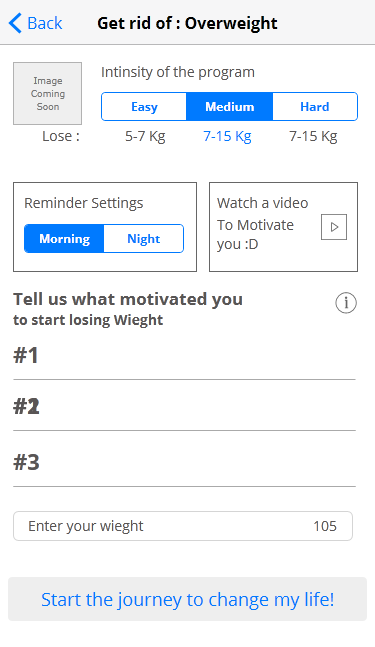 Back
Get rid of : Overweight
Image
Coming
Soon
Intinsity of the program
Easy Medium Hard
Lose : 5-7 Kg 7-15 Kg 7-15 Kg
Reminder Settings
Morning Night
Watch a video
To Motivate
you :D
Tell us what motivated you
to start losing Wieght
#1
#2
#3
Enter your wieght 105
Start the journey to change my life!